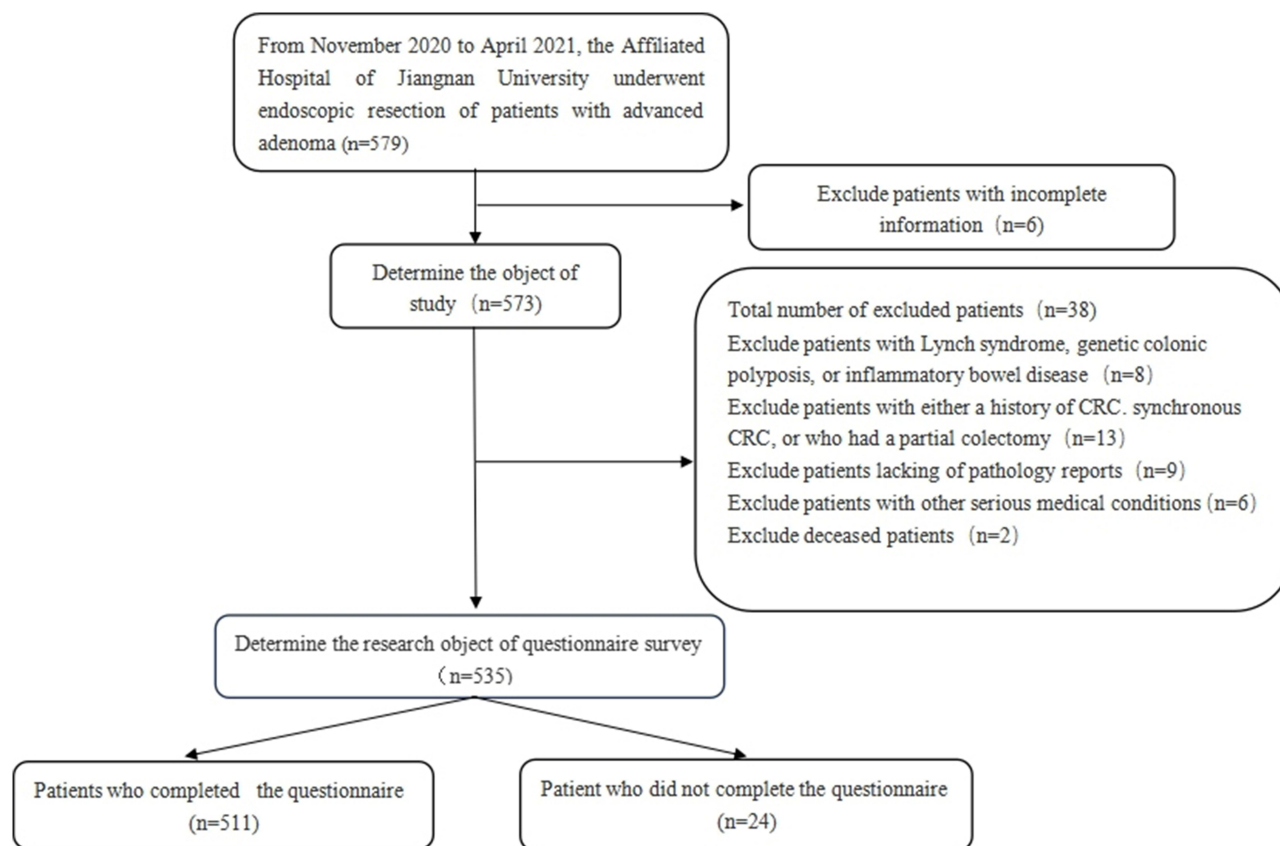 From November 2020 to April 2021, the Affiliated
Hospital of Jiangnan University underwent
endoscopic resection of patients with advanced
adenoma (n=579)
Exclude patients with incomplete
information（n=6）
Determine the object of
study（n=573）
Total number of excluded patients（n=38）
Exclude patients with Lynch syndrome, genetic colonic
polyposis, or inflammatory bowel disease（n=8）
Exclude patients with either a history of CRC. synchronous
CRC, or who had a partial colectomy（n=13）
Exclude patients lacking of pathology reports（n=9）
Exclude patients with other serious medical conditions（n=6）
Exclude deceased patients（n=2）
Determine the research object of questionnaire survey
（n=535）
Patients who completed the questionnaire
(n=511)
Patient who did not complete the questionnaire
(n=24)